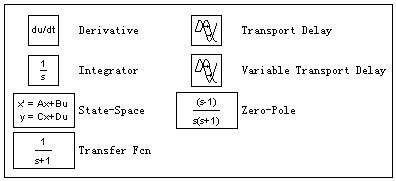 du/dt Derivative
Transport Delay
1
s
Integrator
Variable Transport Delay
x' = Ax+Bu
y = Cx+Du
State-Space
(s-1)
s(s+1)
Zero-Pole
1
s+1
Transfer Fcn